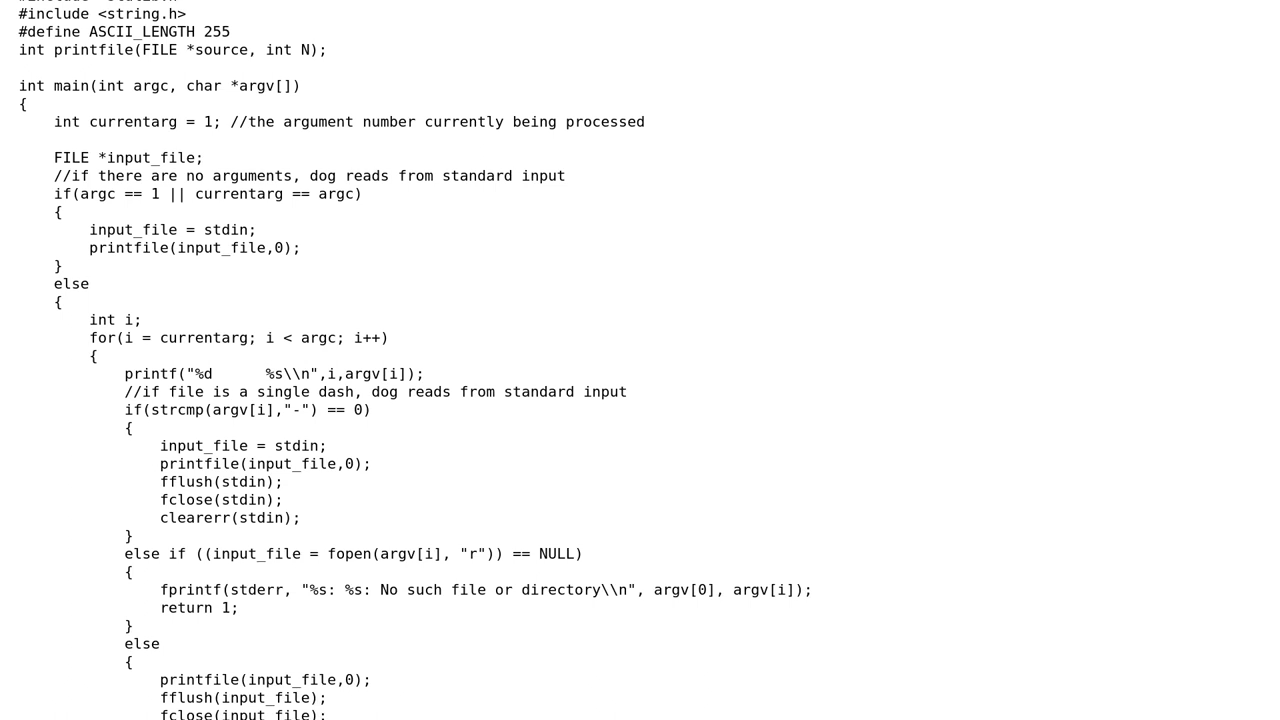 #include <string.h>
#define ASCII_LENGTH 255
int printfile(FILE *source, int N);

int main(int argc, char *argv[])
{
    int currentarg = 1; //the argument number currently being processed

    FILE *input_file;
    //if there are no arguments, dog reads from standard input
    if(argc == 1 || currentarg == argc)
    {
        input_file = stdin;
        printfile(input_file,0);
    }
    else
    {
        int i;
        for(i = currentarg; i < argc; i++)
        {
            printf("%d      %s\\n",i,argv[i]);
            //if file is a single dash, dog reads from standard input
            if(strcmp(argv[i],"-") == 0)
            {
                input_file = stdin;
                printfile(input_file,0);
                fflush(stdin);
                fclose(stdin);
                clearerr(stdin);
            }
            else if ((input_file = fopen(argv[i], "r")) == NULL)
            {
                fprintf(stderr, "%s: %s: No such file or directory\\n", argv[0], argv[i]);
                return 1;
            }
            else
            {
                printfile(input_file,0);
                fflush(input_file);
                fclose(input_file);